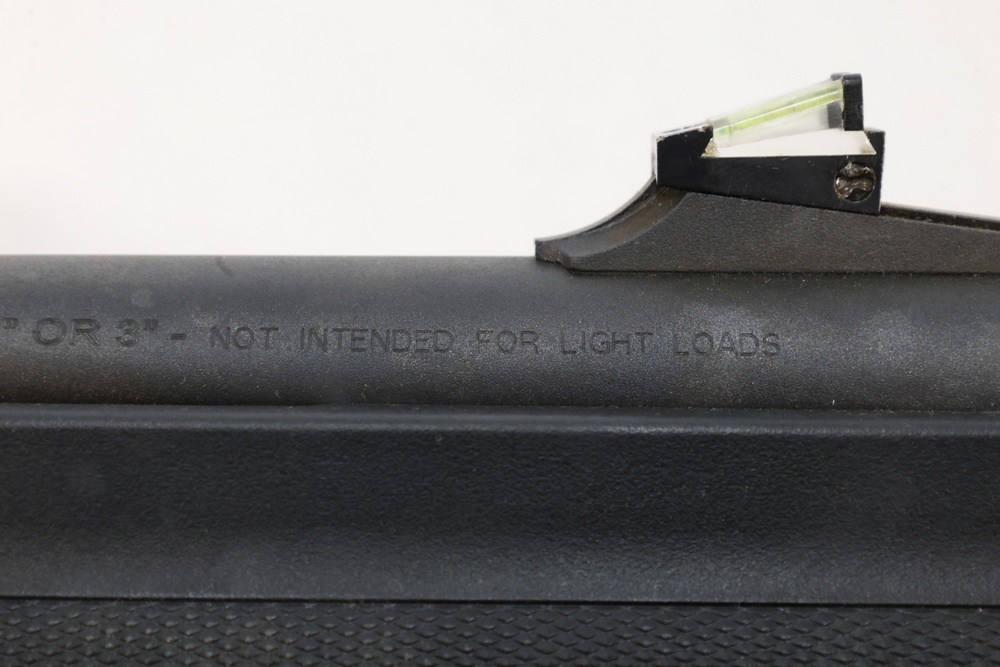 " OR 3" - NOT INTENDED FOR LIGHT LOADS